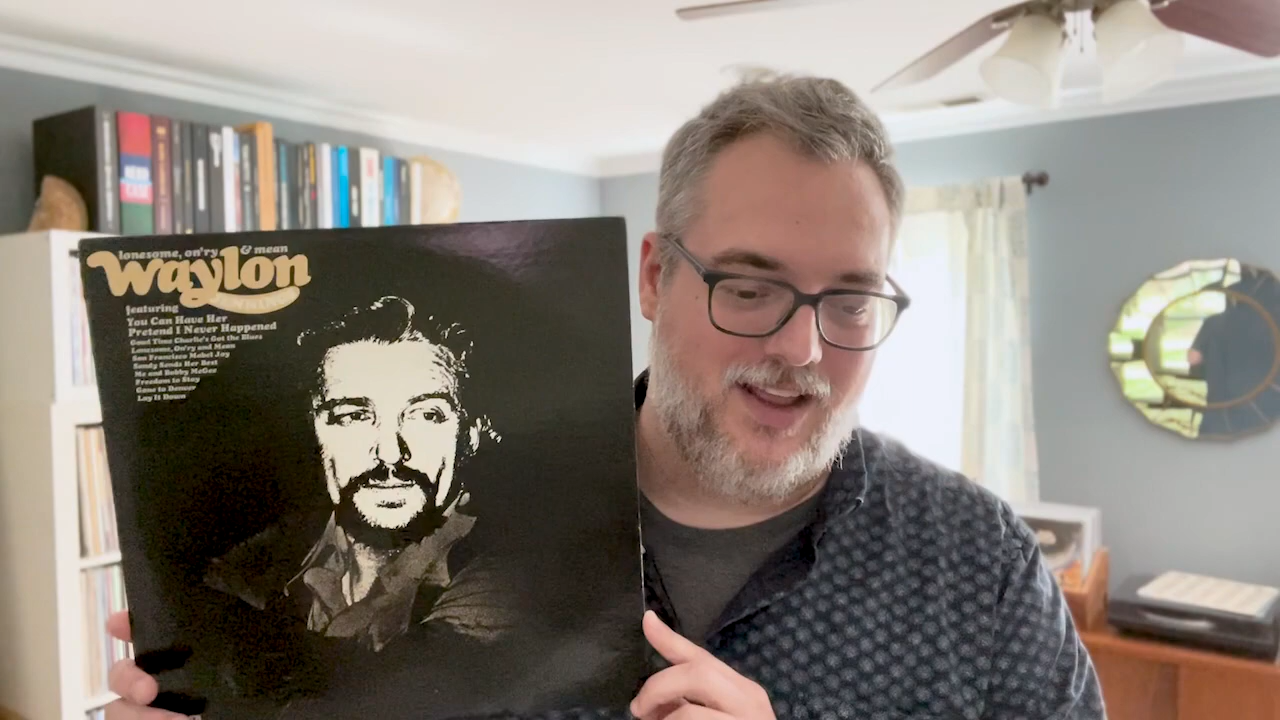 lonesome, on'ry & mean
waylon
featuring
You Can Have Her
Pretend I Never Happened
Good Time Charlie's Got the Blues
Lonesome, On'ry and Mean
San Francisco Mabel Joy
Sandy Sends Her Best
Me and Bobby McGee
Freedom to Stay
Gone to Denver
Lay It Down